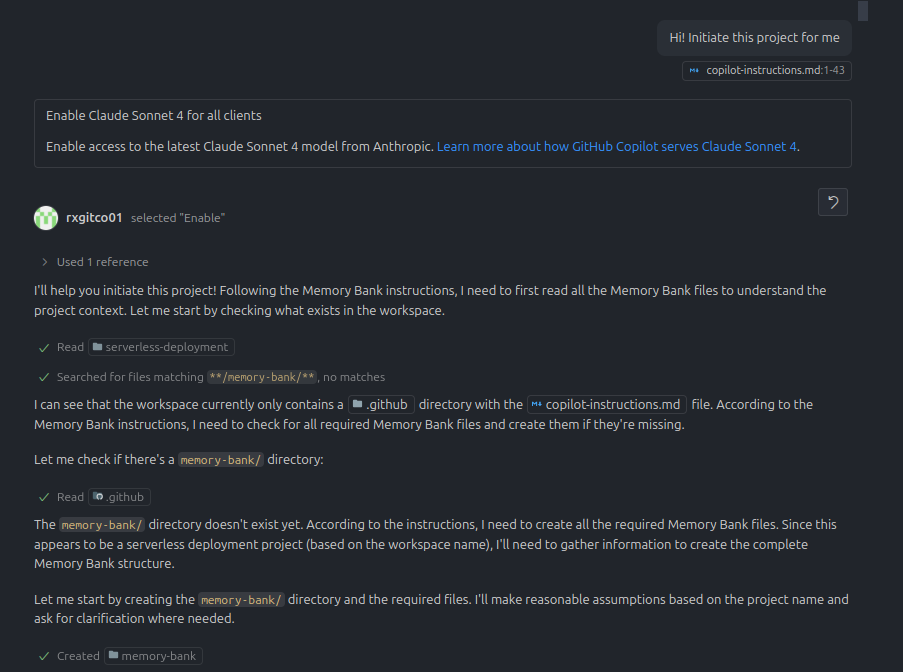 Hi! Initiate this project for me
copilot-instructions.md:1-43
Enable Claude Sonnet 4 for all clients
Enable access to the latest Claude Sonnet 4 model from Anthropic. Learn more about how GitHub Copilot serves Claude Sonnet 4.
rxgitco01 selected "Enable"
Used 1 reference
I'll help you initiate this project! Following the Memory Bank instructions, I need to first read all the Memory Bank files to understand the
project context. Let me start by checking what exists in the workspace.
Read serverless-deployment
Searched for files matching **/memory-bank/**, no matches
I can see that the workspace currently only contains a .github directory with the copilot-instructions.md file. According to the
Memory Bank instructions, I need to check for all required Memory Bank files and create them if they're missing.
Let me check if there's a memory-bank/ directory:
Read .github
The memory-bank/ directory doesn't exist yet. According to the instructions, I need to create all the required Memory Bank files. Since this
appears to be a serverless deployment project (based on the workspace name), I'll need to gather information to create the complete
Memory Bank structure.
Let me start by creating the memory-bank/ directory and the required files. I'll make reasonable assumptions based on the project name and
ask for clarification where needed.
Created memory-bank